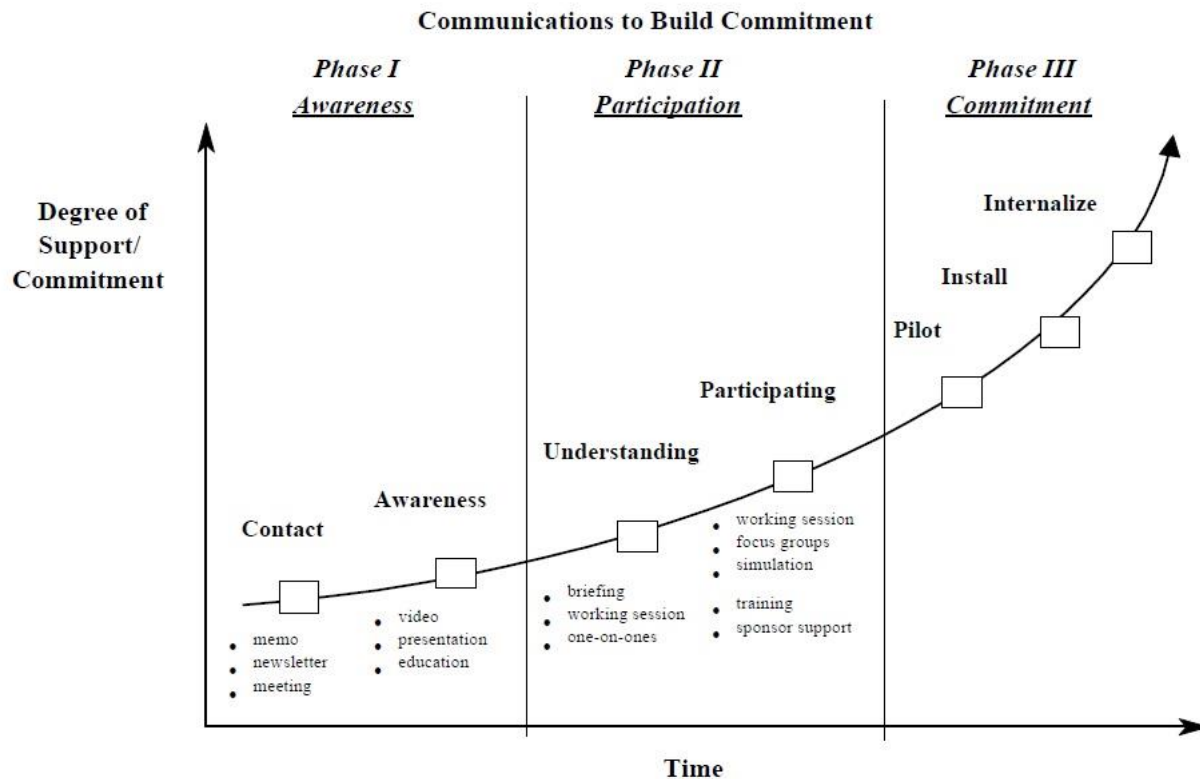 Communications to Build Commitment
Phase I
Awareness
Phase II
Participation
Phase III
Commitment
Degree of
Support/
Commitment
Contact
• memo
• newsletter
• meeting
Awareness
• video
• presentation
• education
Understanding
• briefing
• working session
• one-on-ones
Participating
• working session
• focus groups
• simulation
• training
• sponsor support
Pilot
Install
Internalize
Time